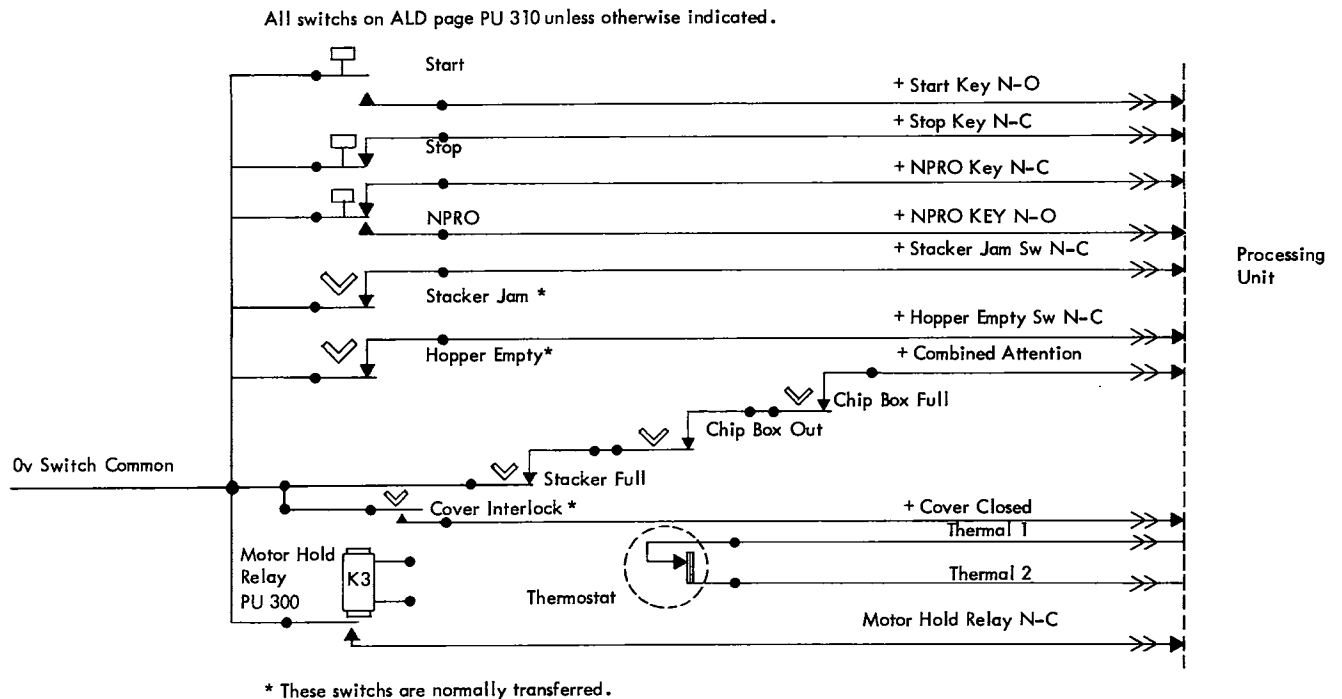 All switchs on ALD page PU 310 unless otherwise indicated.
Start
+ Start Key N-O
+ Stop Key N-C
Stop
+ NPRO Key N-C
NPRO
+ NPRO KEY N-O
+ Stacker Jam Sw N-C
Processing
Unit
Stacker Jam *
+ Hopper Empty Sw N-C
Hopper Empty*
+ Combined Attention
Chip Box Full
Chip Box Out
0v Switch Common
Stacker Full
Cover Interlock *
+ Cover Closed
Thermal 1
Motor Hold
Relay
PU 300
K3
Thermal 2
Thermostat
Motor Hold Relay N-C
* These switchs are normally transferred.